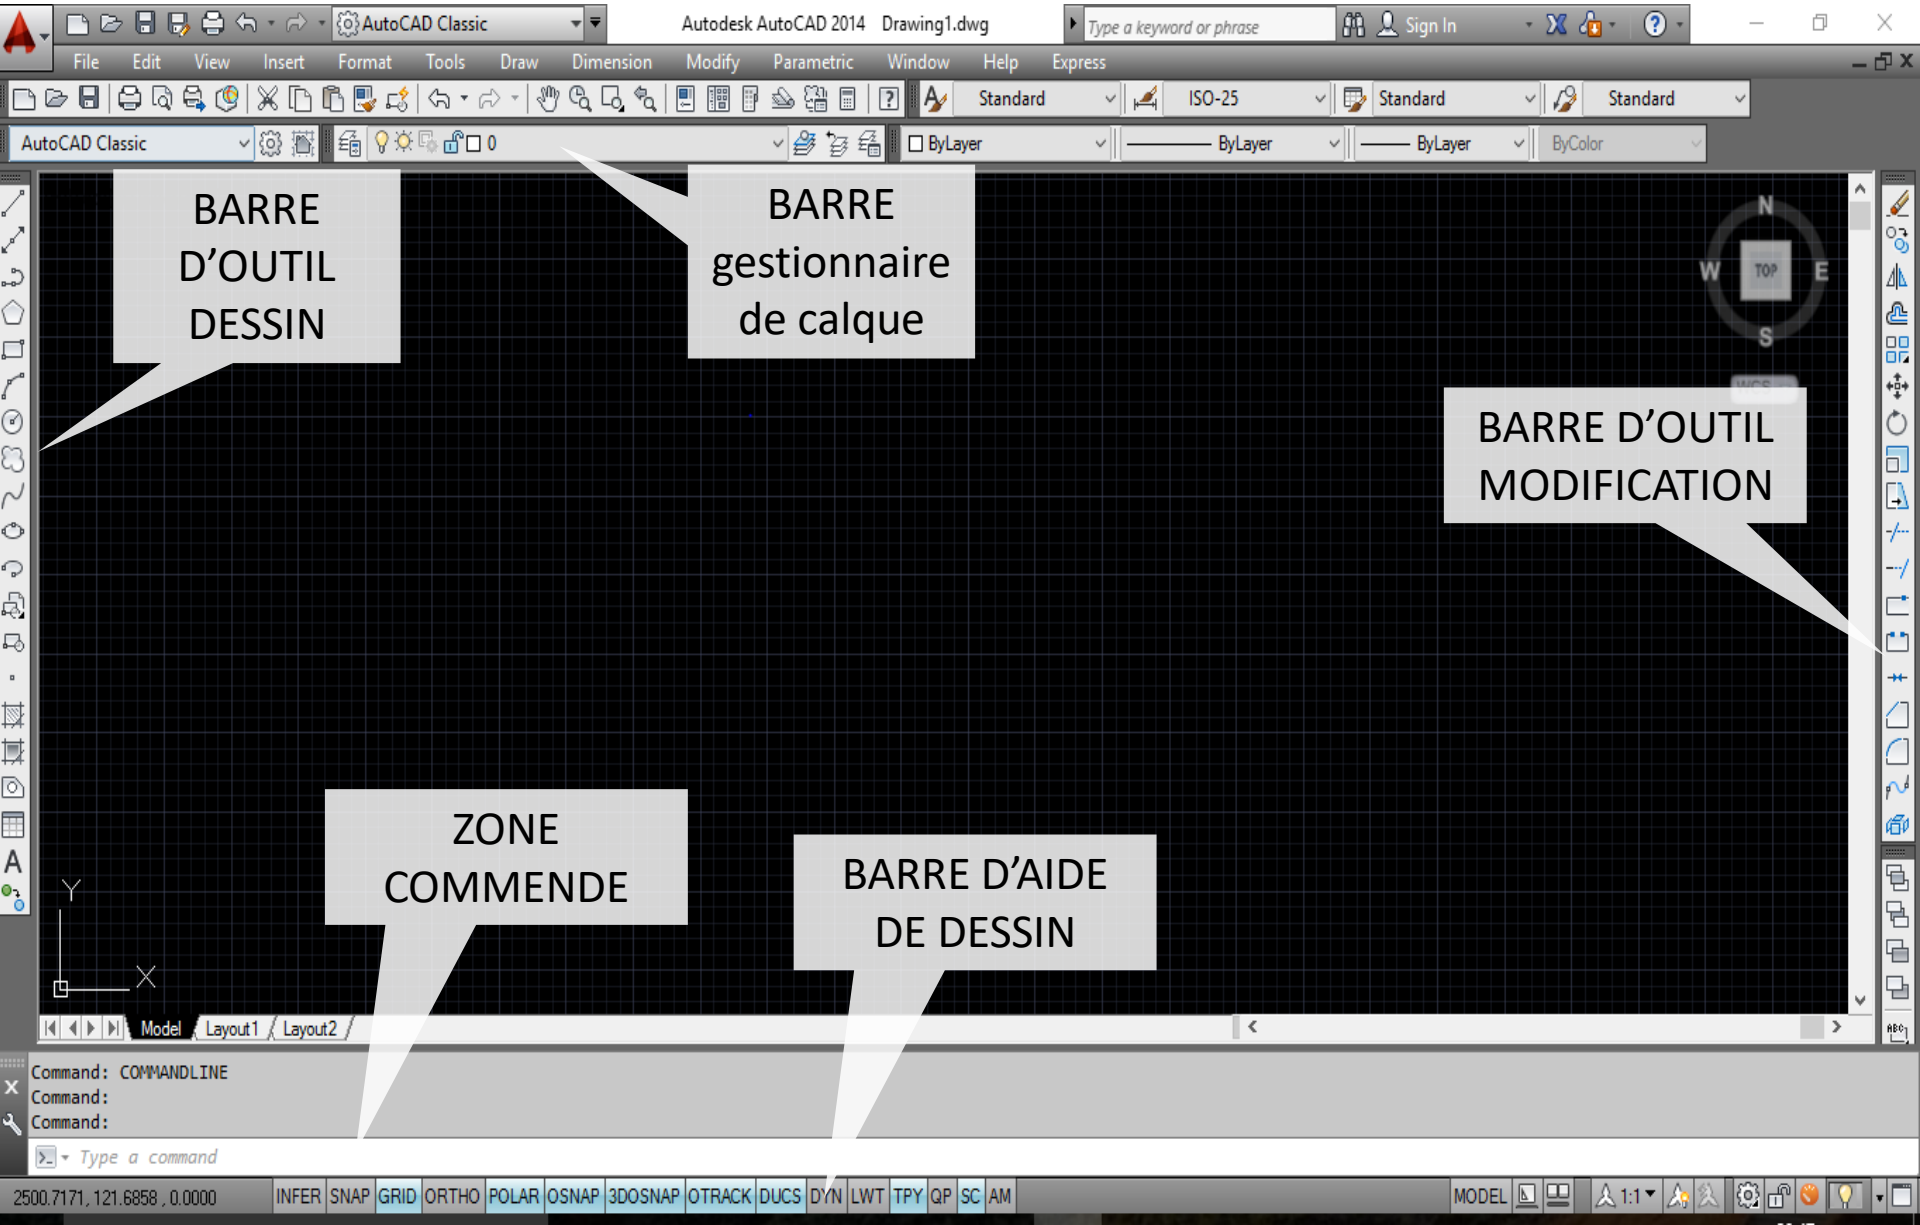 AutoCAD Classic
Autodesk AutoCAD 2014 Drawing1.dwg
Type a keyword or phrase
Sign In
File Edit View Insert Format Tools Draw Dimension Modify Parametric Window Help Express
Standard ISO-25 Standard Standard
AutoCAD Classic 0 ByLayer ByLayer ByLayer ByColor
BARRE
D’OUTIL
DESSIN
BARRE
gestionnaire
de calque
N
W TOP E
S
WCS
BARRE D’OUTIL
MODIFICATION
ZONE
COMMENDE
BARRE D’AIDE
DE DESSIN
A
Y
X
ABC
Model Layout1 Layout2
Command: COMMANDLINE
Command:
Command:
Type a command
2500.7171, 121.6858 , 0.0000 INFER SNAP GRID ORTHO POLAR OSNAP 3DOSNAP OTRACK DUCS DYN LWT TPY QP SC AM MODEL 1:1